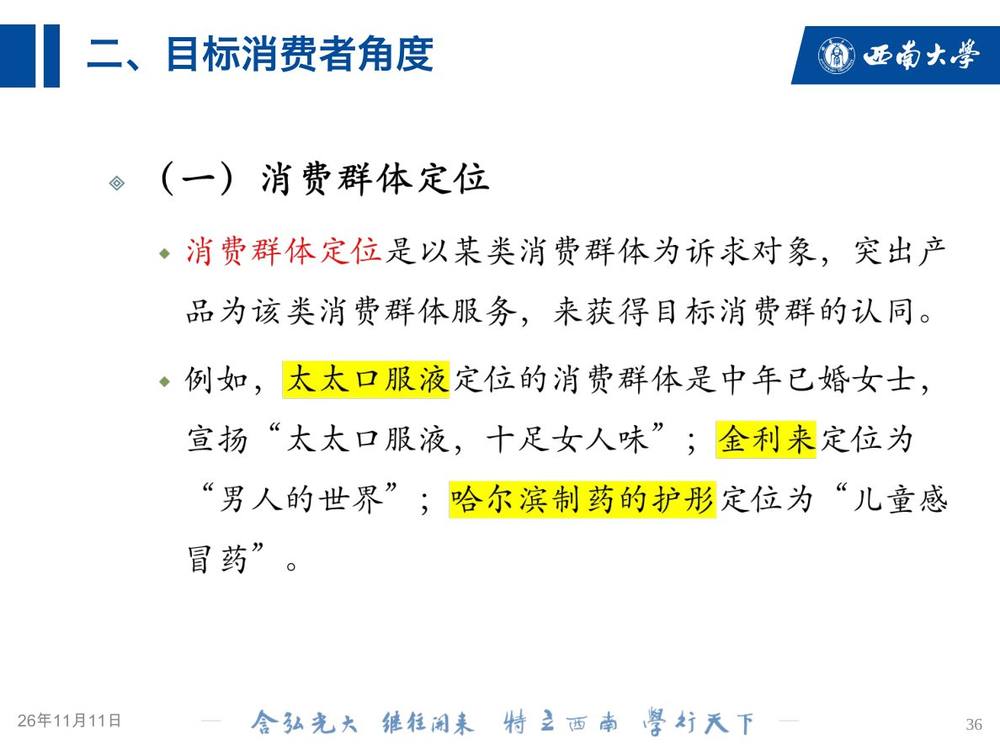 二、目标消费者角度
西南大学
（一）消费群体定位
消费群体定位是以某类消费群体为诉求对象，突出产
品为该类消费群体服务，来获得目标消费群的认同。
例如，太太口服液定位的消费群体是中年已婚女士，
宣扬“太太口服液，十足女人味”；金利来定位为
“男人的世界”；哈尔滨制药的护彤定位为“儿童感
冒药”。
26年11月11日
含弘光大 继往开来 特立西南 学行天下
36